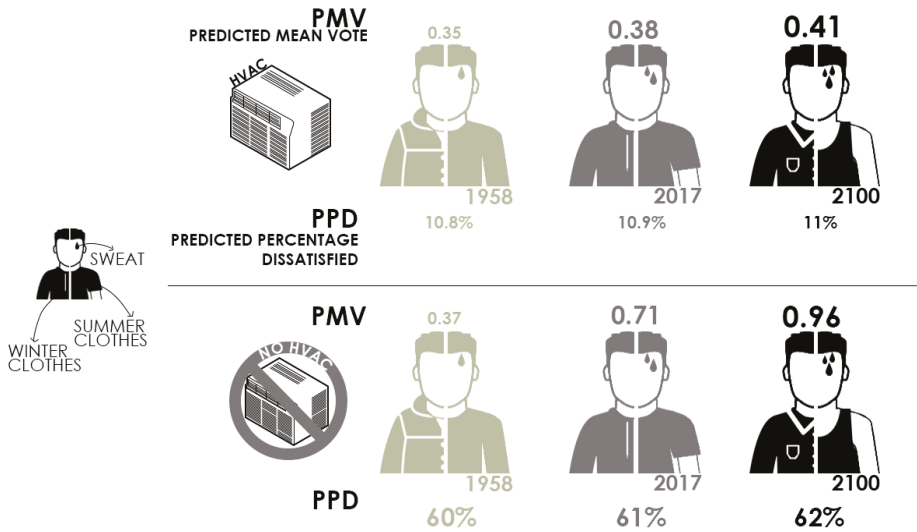 PMV
PREDICTED MEAN VOTE
0.35
0.38
0.41
HVAC
1958
2017
2100
PPD
PREDICTED PERCENTAGE
DISSATISFIED
10.8%
10.9%
11%
SWEAT
SUMMER
CLOTHES
WINTER
CLOTHES
PMV
0.37
0.71
0.96
NO HVAC
1958
2017
2100
PPD
60%
61%
62%